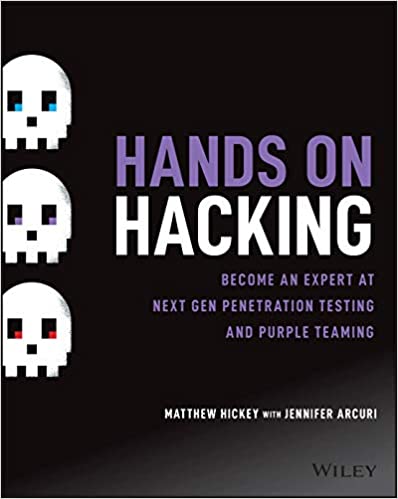 HANDS ON
HACKING
BECOME AN EXPERT AT
NEXT GEN PENETRATION TESTING
AND PURPLE TEAMING
MATTHEW HICKEY WITH JENNIFER ARCURI
WILEY